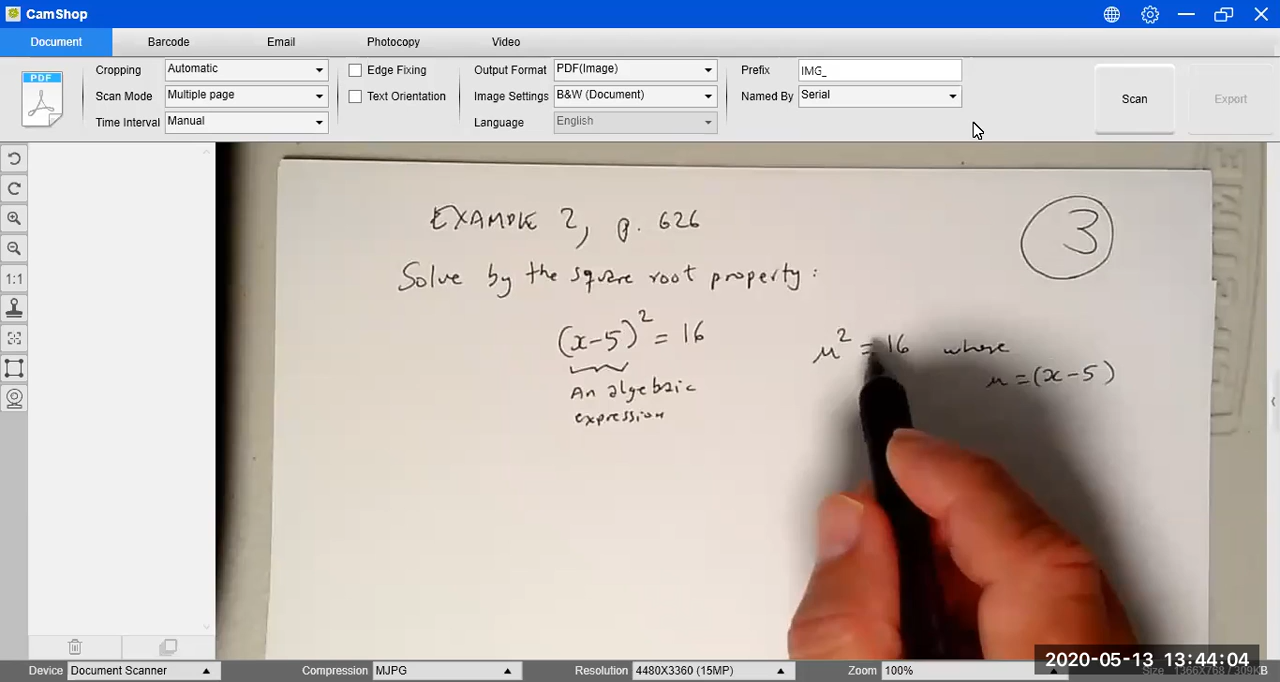 CamShop
Document Barcode Email Photocopy Video
PDF
Cropping Automatic
Scan Mode Multiple page
Time Interval Manual
Edge Fixing
Text Orientation
Output Format PDF(Image)
Image Settings B&W (Document)
Language English
Prefix IMG_
Named By Serial
Scan
Export
1:1
EXAMPLE 2, p. 626
3
Solve by the square root property:
(x-5)² = 16
An algebraic
expression
u² = 16 where
u = (x-5)
2020-05-13 13:44:04
Device Document Scanner Compression MJPG Resolution 4480X3360 (15MP) Zoom 100%